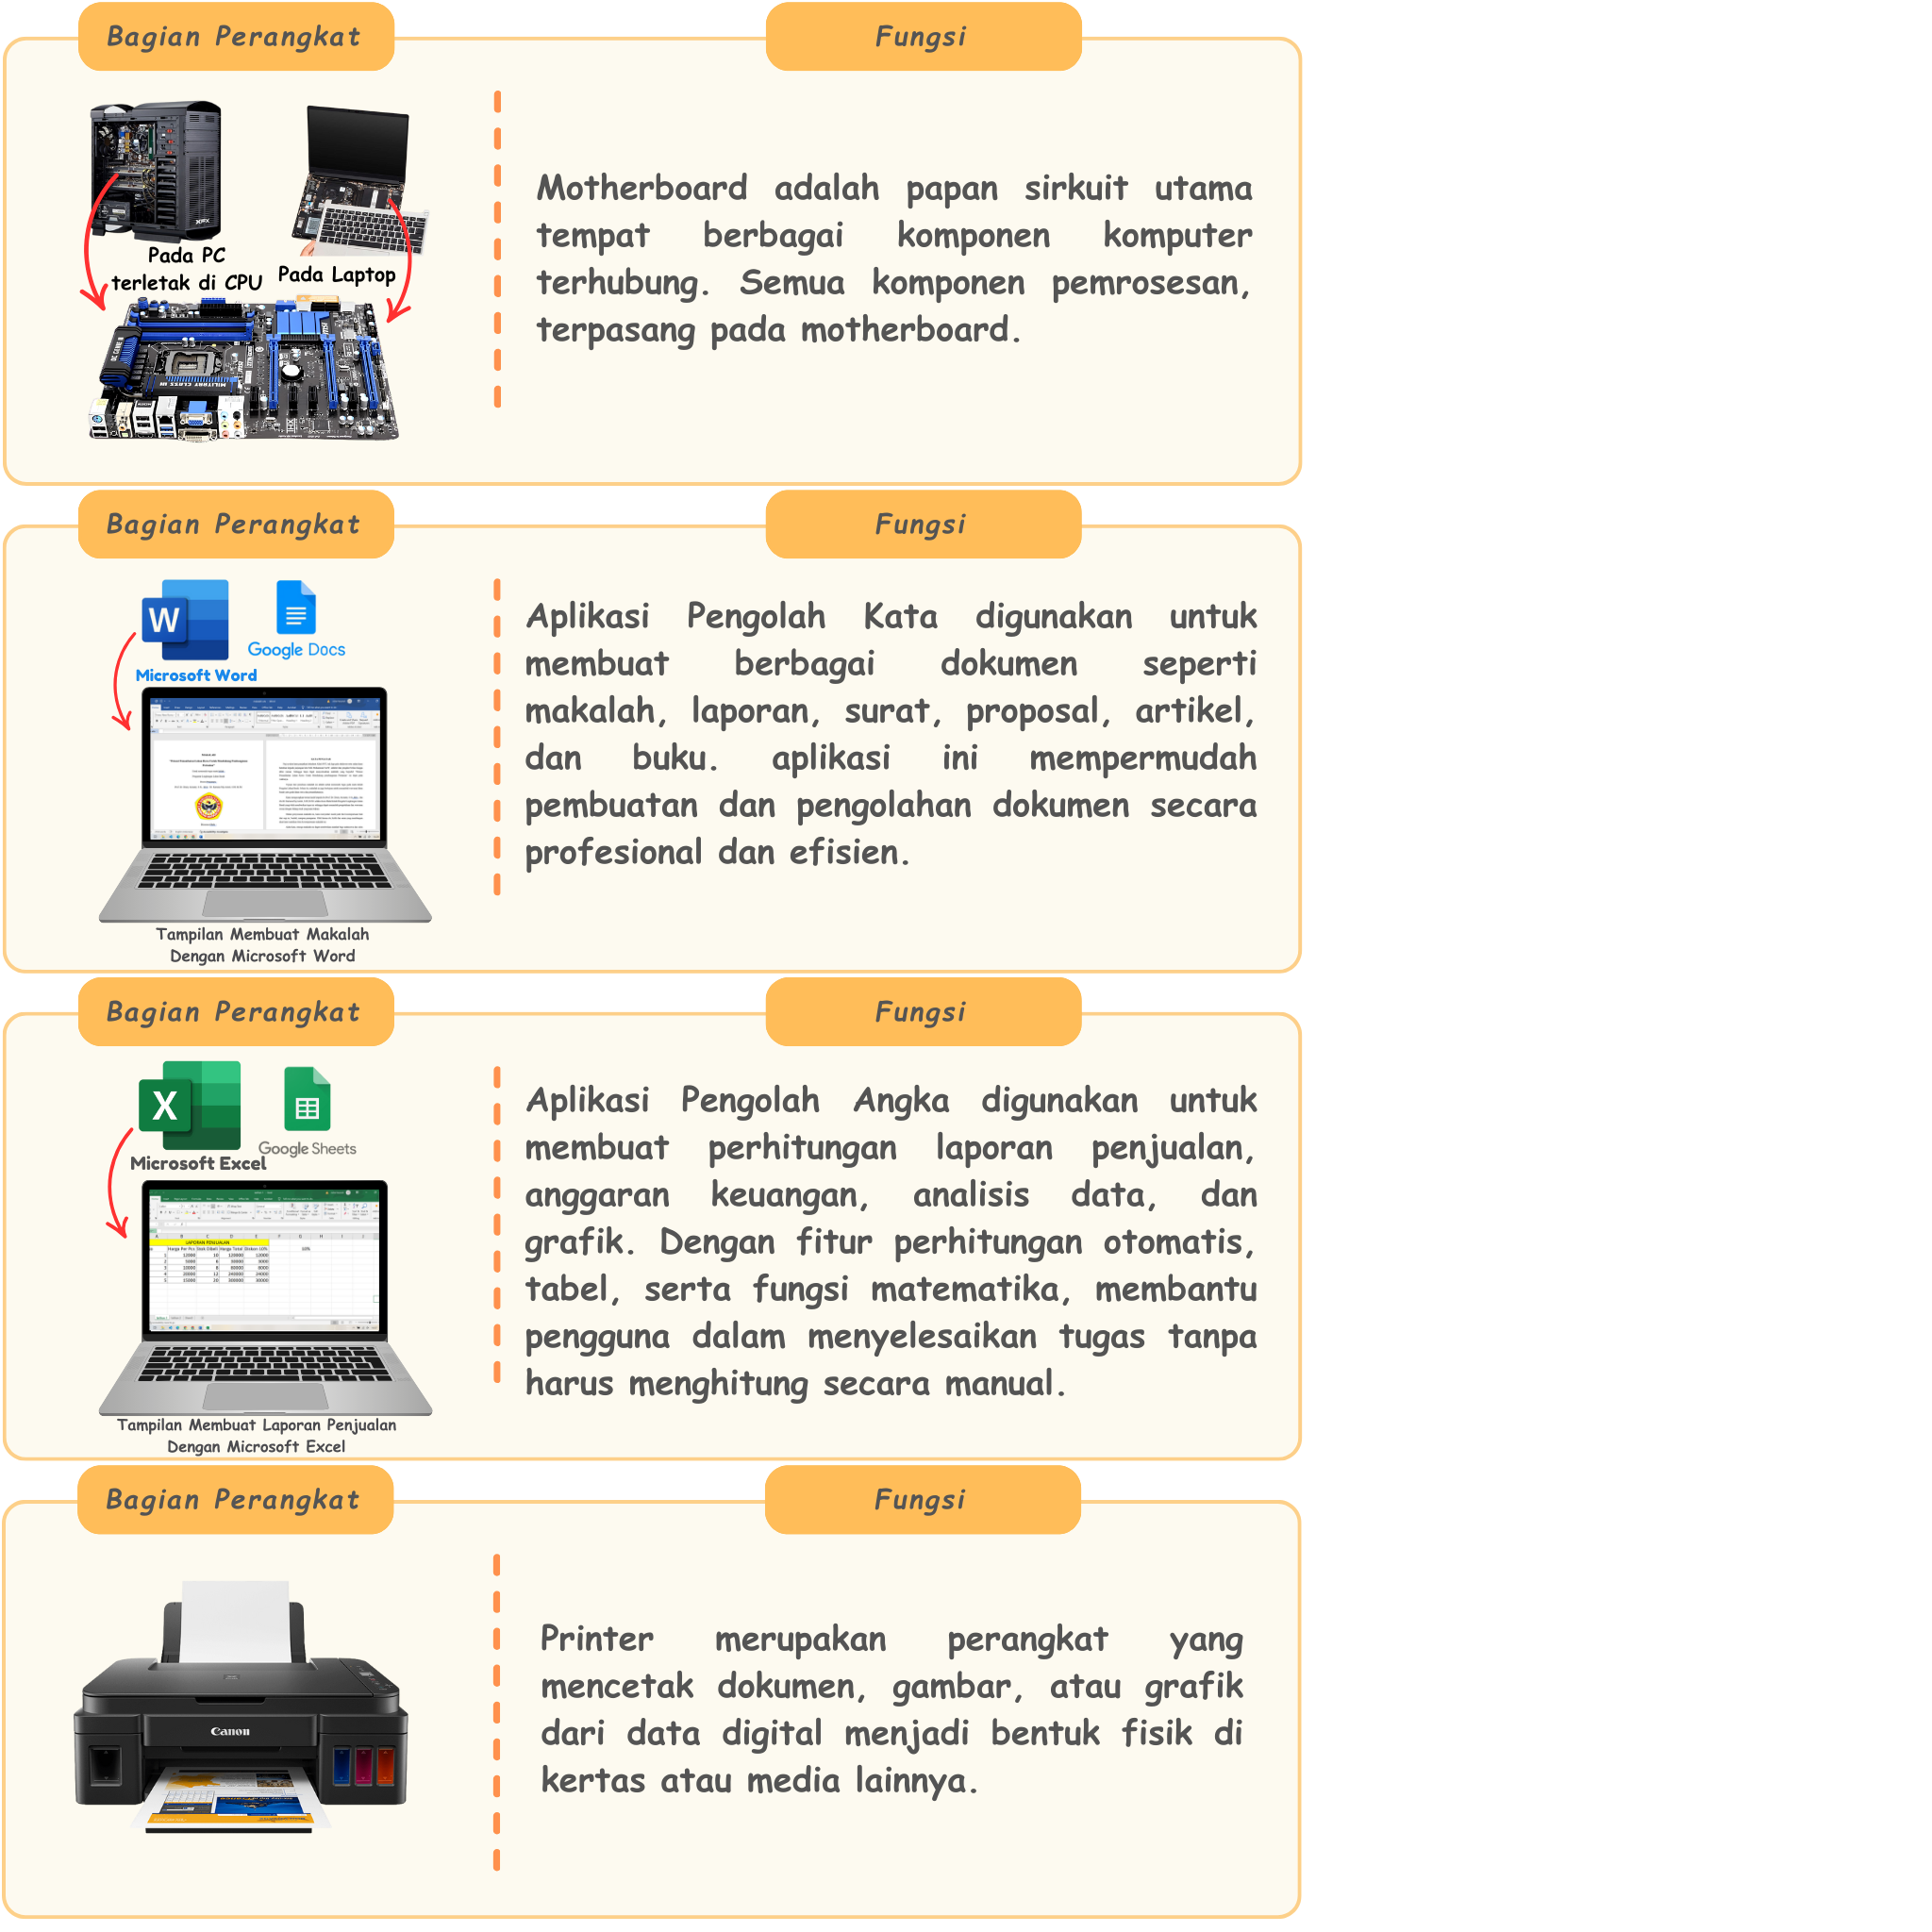 Bagian Perangkat
Fungsi
Pada PC
terletak di CPU
Pada Laptop
Motherboard adalah papan sirkuit utama
tempat berbagai komponen komputer
terhubung. Semua komponen pemrosesan,
terpasang pada motherboard.
Bagian Perangkat
Fungsi
W
Google Docs
Microsoft Word
Tampilan Membuat Makalah
Dengan Microsoft Word
Aplikasi Pengolah Kata digunakan untuk
membuat berbagai dokumen seperti
makalah, laporan, surat, proposal, artikel,
dan buku. aplikasi ini mempermudah
pembuatan dan pengolahan dokumen secara
profesional dan efisien.
Bagian Perangkat
Fungsi
X
Google Sheets
Microsoft Excel
Tampilan Membuat Laporan Penjualan
Dengan Microsoft Excel
Aplikasi Pengolah Angka digunakan untuk
membuat perhitungan laporan penjualan,
anggaran keuangan, analisis data, dan
grafik. Dengan fitur perhitungan otomatis,
tabel, serta fungsi matematika, membantu
pengguna dalam menyelesaikan tugas tanpa
harus menghitung secara manual.
Bagian Perangkat
Fungsi
Canon
Printer merupakan perangkat yang
mencetak dokumen, gambar, atau grafik
dari data digital menjadi bentuk fisik di
kertas atau media lainnya.